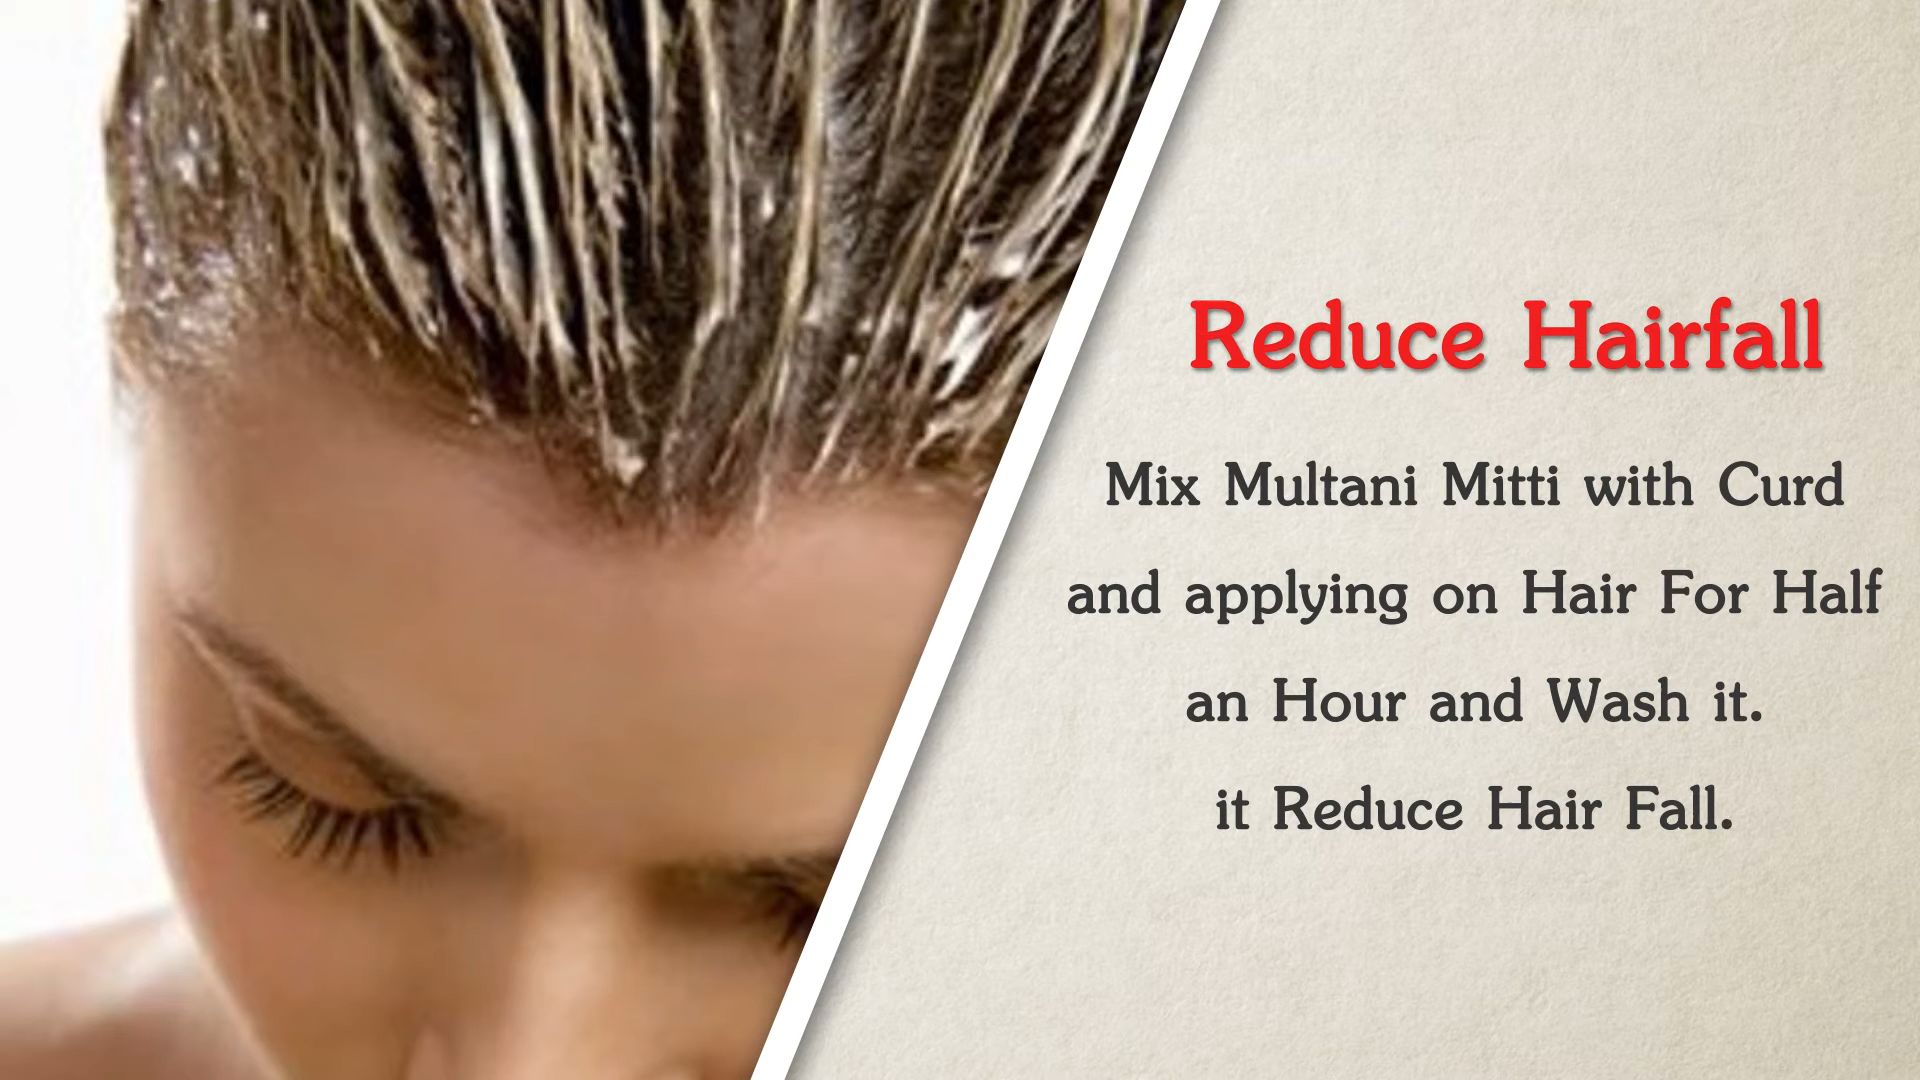 Reduce Hairfall
Mix Multani Mitti with Curd
and applying on Hair For Half
an Hour and Wash it.
it Reduce Hair Fall.